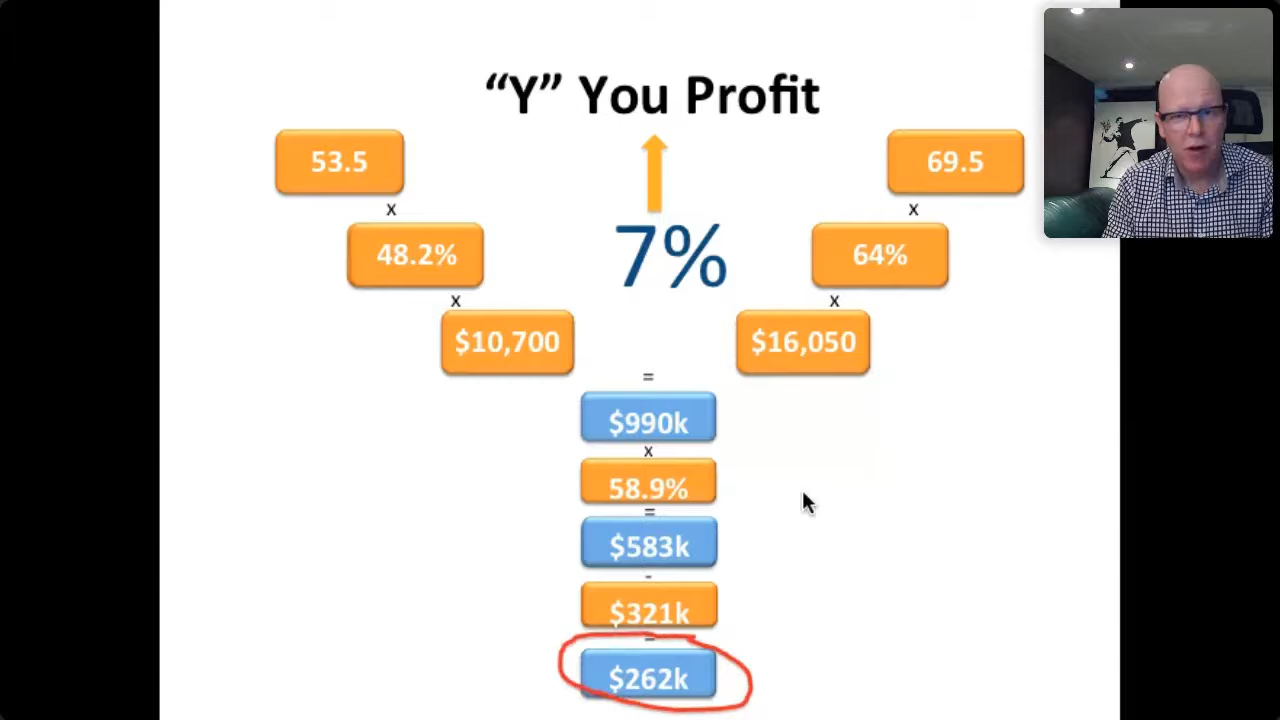 “Y” You Profit
53.5
69.5
x
x
48.2%
7%
64%
x
x
$10,700
$16,050
=
$990k
x
58.9%
=
$583k
-
$321k
=
$262k